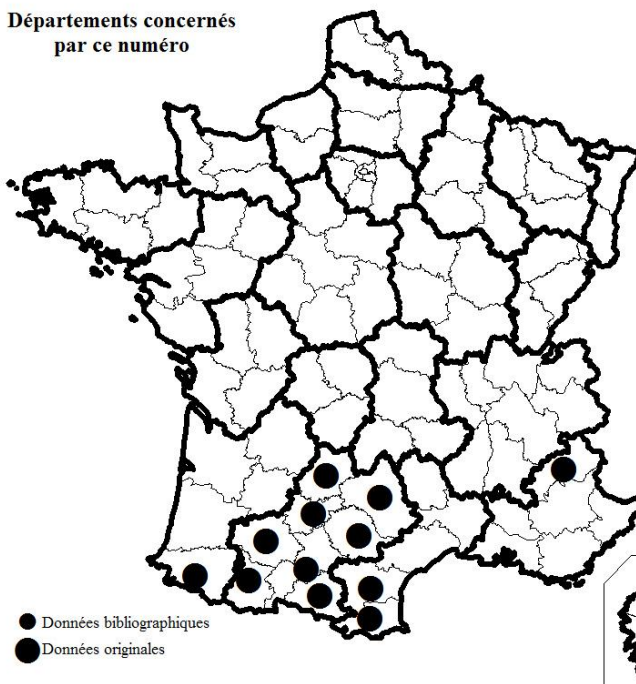 Départements concernés
par ce numéro
Données bibliographiques
Données originales